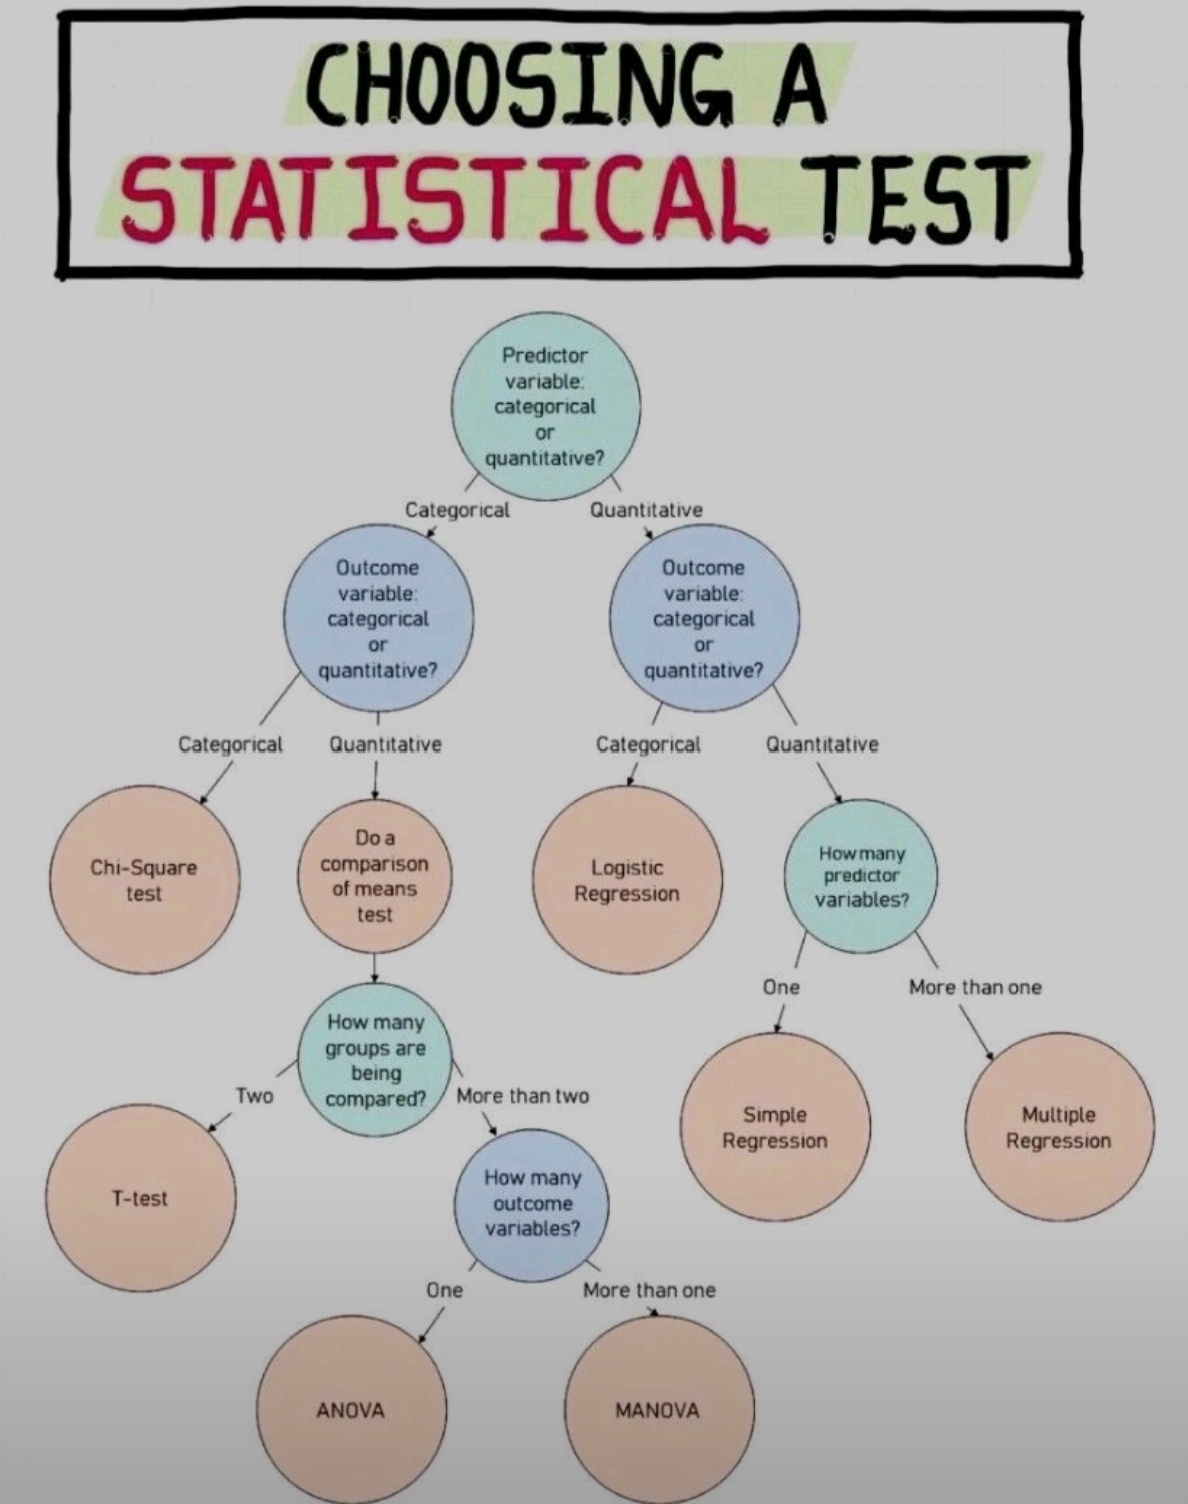 CHOOSING A
STATISTICAL TEST
Predictor
variable:
categorical
or
quantitative?
Categorical
Quantitative
Outcome
variable:
categorical
or
quantitative?
Outcome
variable:
categorical
or
quantitative?
Categorical
Quantitative
Categorical
Quantitative
Chi-Square
test
Do a
comparison
of means
test
Logistic
Regression
How many
predictor
variables?
One
More than one
How many
groups are
being
compared?
Two
More than two
Simple
Regression
Multiple
Regression
T-test
How many
outcome
variables?
One
More than one
ANOVA
MANOVA